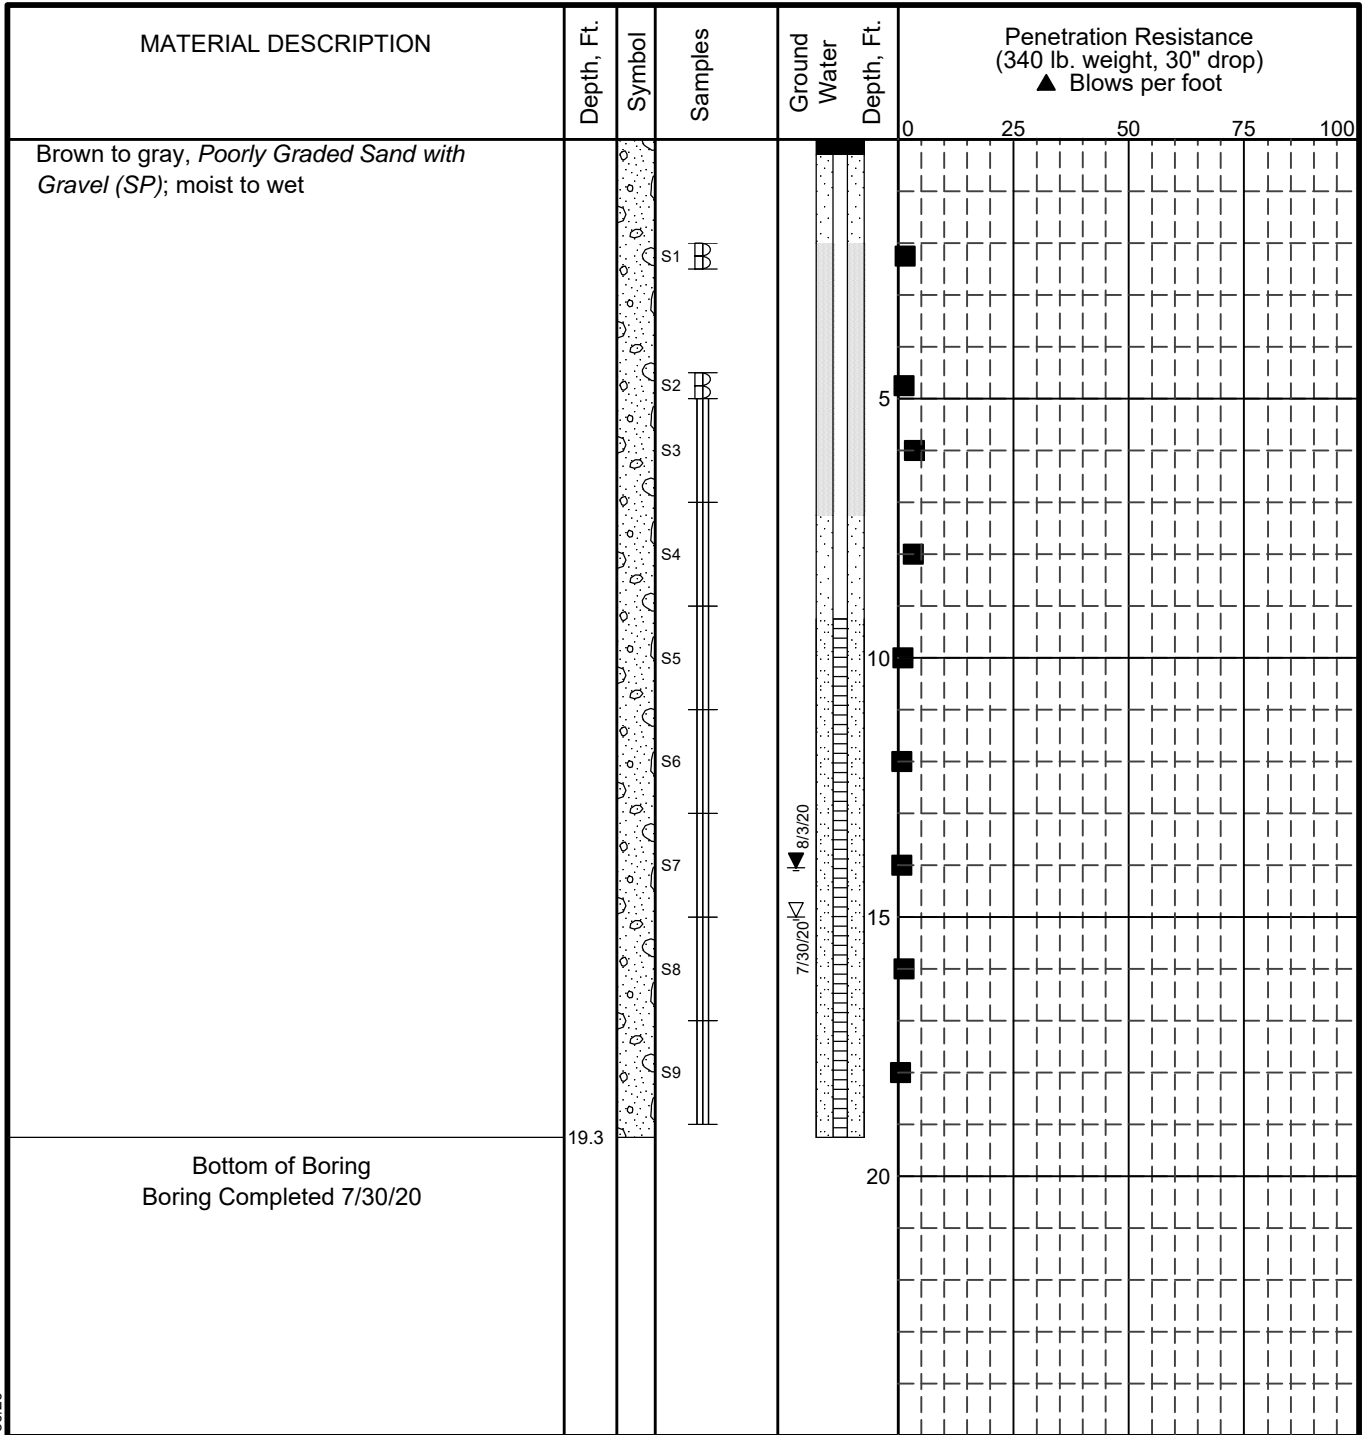 MATERIAL DESCRIPTION
Depth, Ft.
Symbol
Samples
Ground
Water
Depth, Ft.
Penetration Resistance
(340 lb. weight, 30" drop)
▲ Blows per foot
0 25 50 75 100
Brown to gray, Poorly Graded Sand with
Gravel (SP); moist to wet
S1
S2
5
S3
S4
S5
10
S6
8/3/20
S7
15
7/30/20
S8
S9
19.3
Bottom of Boring
Boring Completed 7/30/20
20